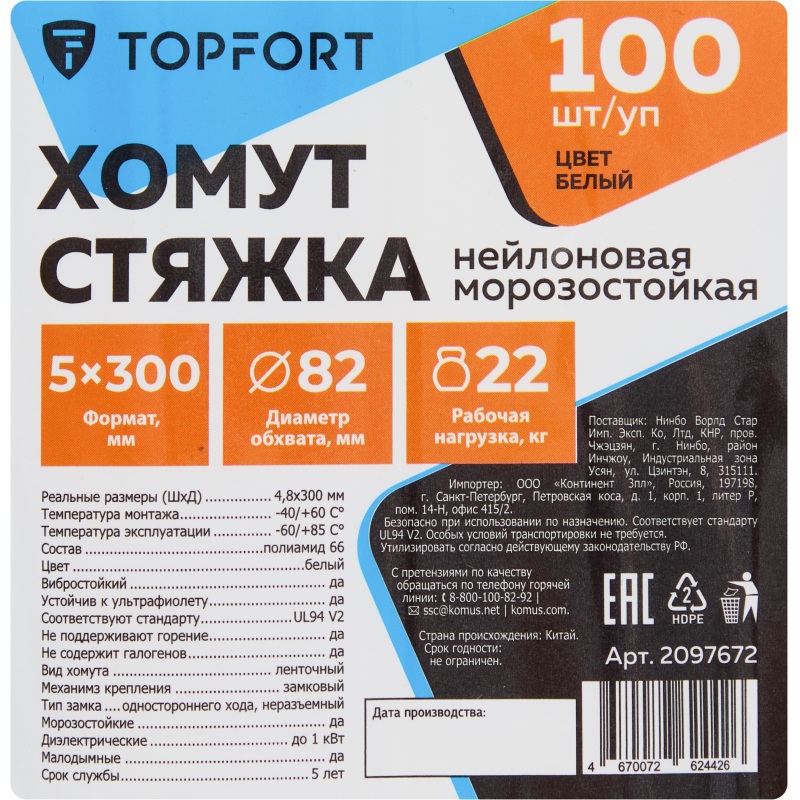 TOPFORT
100
шт/уп
ЦВЕТ
БЕЛЫЙ
ХОМУТ
СТЯЖКА
нейлоновая
морозостойкая
5×300
Формат,
мм
82
Диаметр
обхвата, мм
22
Рабочая
нагрузка, кг
Реальные размеры (ШхД) 4,8х300 мм
Температура монтажа -40/+60 С°
Температура эксплуатации -60/+85 С°
Состав полиамид 66
Цвет белый
Вибростойкий да
Устойчив к ультрафиолету да
Соответствуют стандарту UL94 V2
Не поддерживают горение да
Не содержит галогенов да
Вид хомута ленточный
Механимз крепления замковый
Тип замка одностороннего хода, неразъемный
Морозостойкие да
Диэлектрические до 1 кВт
Малодымные да
Срок службы 5 лет
Поставщик: Нинбо Ворлд Стар
Имп. Эксп. Ко, Лтд, КНР, пров.
Чжэцзян, г. Нинбо, район
Инчжоу, Индустриальная зона
Усян, ул. Цзинтэн, 8, 315111.
Импортер: ООО «Континент Зпл», Россия, 197198,
г. Санкт-Петербург, Петровская коса, д. 1, корп. 1, литер Р,
пом. 14-Н, офис 415/2.
Безопасно при использовании по назначению. Соответствует стандарту
UL94 V2. Особых условий транспортировки не требуется.
Утилизировать согласно действующему законодательству РФ.
С претензиями по качеству
обращаться по телефону горячей
линии: 8-800-100-82-92 |
ssc@komus.net | komus.com.
Страна происхождения: Китай.
Срок годности:
не ограничен.
EAC
2
HDPE
Арт. 2097672
Дата производства:
4 670072 624426